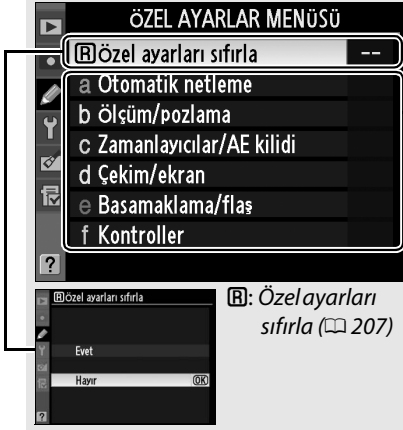 ÖZEL AYARLAR MENÜSÜ
R Özel ayarları sıfırla --
a Otomatik netleme
b Ölçüm/pozlama
c Zamanlayıcılar/AE kilidi
d Çekim/ekran
e Basamaklama/flaş
f Kontroller
?
R Özel ayarları sıfırla
Evet
Hayır OK
?
R: Özel ayarları
sıfırla (207)